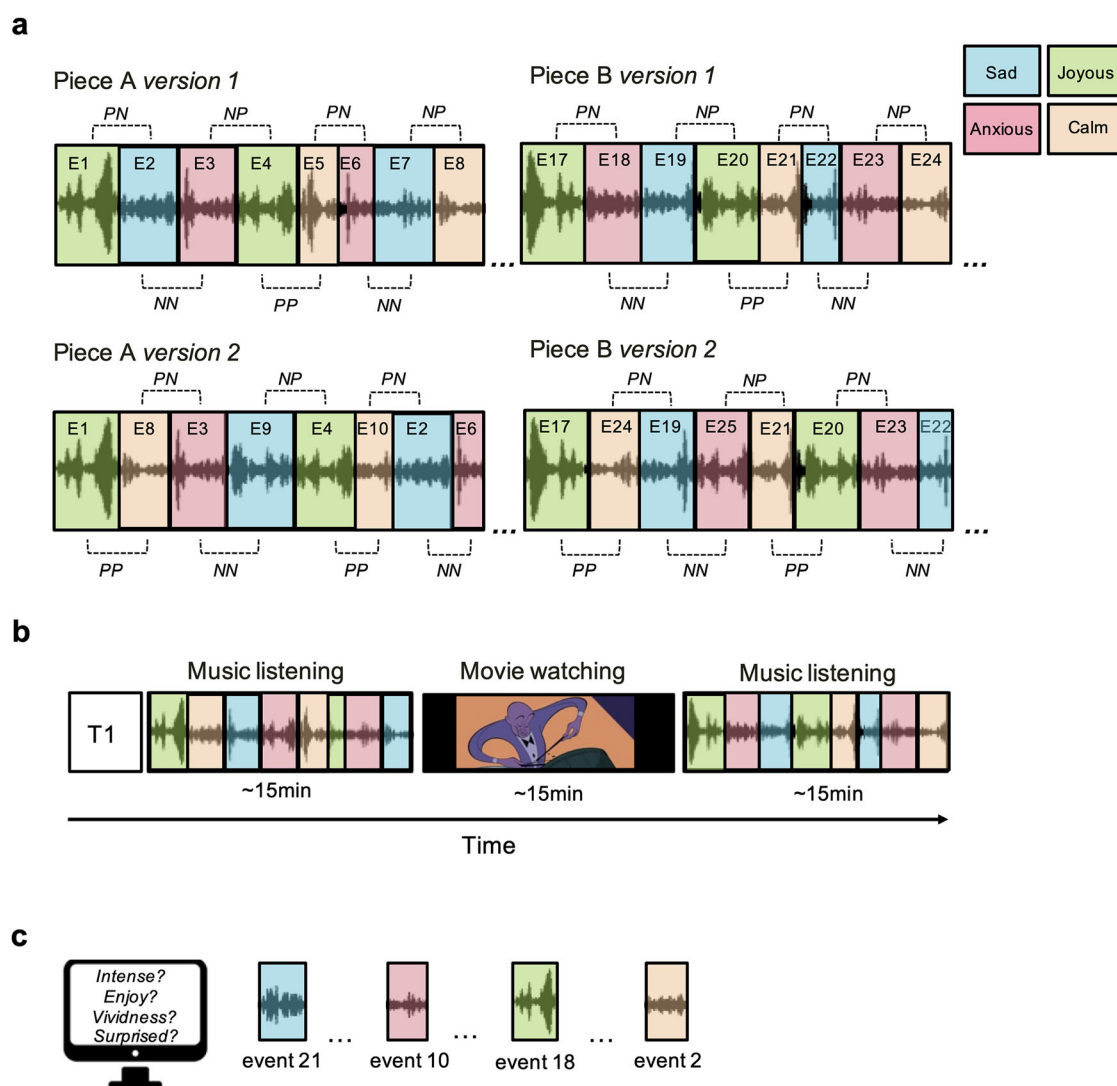 a
Piece A version 1
Piece B version 1
Sad
Joyous
Anxious
Calm
PN
NP
PN
NP
PN
NP
PN
NP
E1
E2
E3
E4
E5
E6
E7
E8
...
E17
E18
E19
E20
E21
E22
E23
E24
...
NN
PP
NN
NN
PP
NN
Piece A version 2
Piece B version 2
PN
NP
PN
PN
NP
PN
E1
E8
E3
E9
E4
E10
E2
E6
...
E17
E24
E19
E25
E21
E20
E23
E22
...
PP
NN
PP
NN
PP
NN
PP
NN
b
Music listening
Movie watching
Music listening
T1
~15min
~15min
~15min
Time
c
Intense?
Enjoy?
Vividness?
Surprised?
event 21
...
event 10
...
event 18
...
event 2